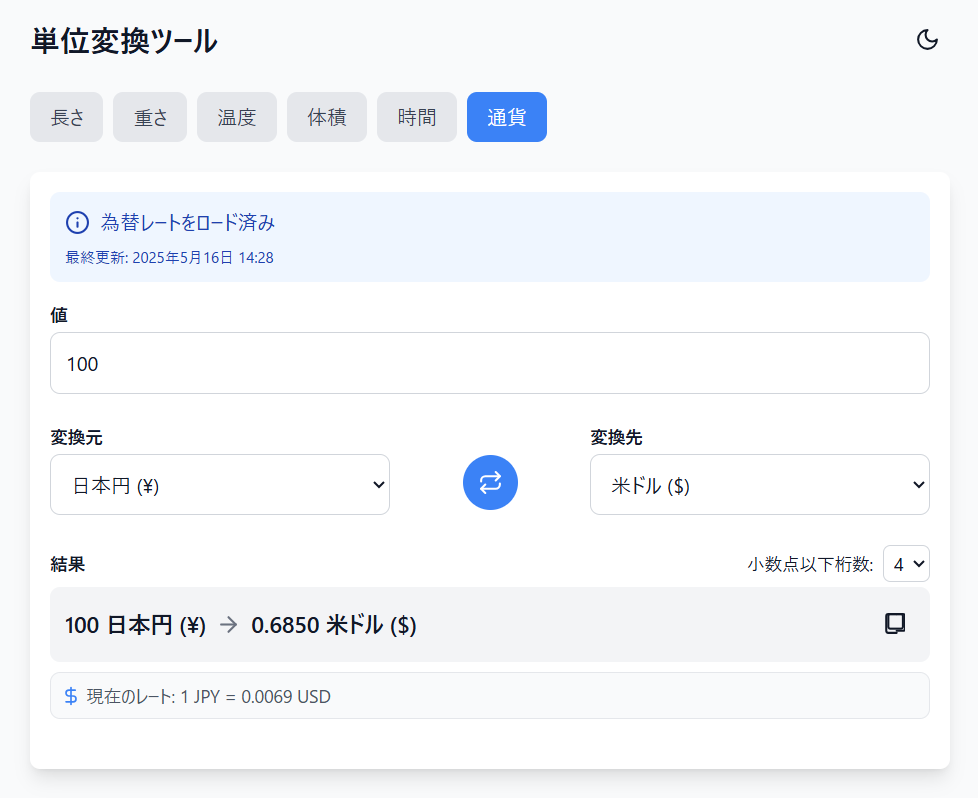 単位変換ツール
長さ 重さ 温度 体積 時間 通貨
為替レートをロード済み
最終更新: 2025年5月16日 14:28
値
100
変換元 変換先
日本円 (¥) 米ドル ($)
結果 小数点以下桁数: 4
100 日本円 (¥) → 0.6850 米ドル ($)
$ 現在のレート: 1 JPY = 0.0069 USD